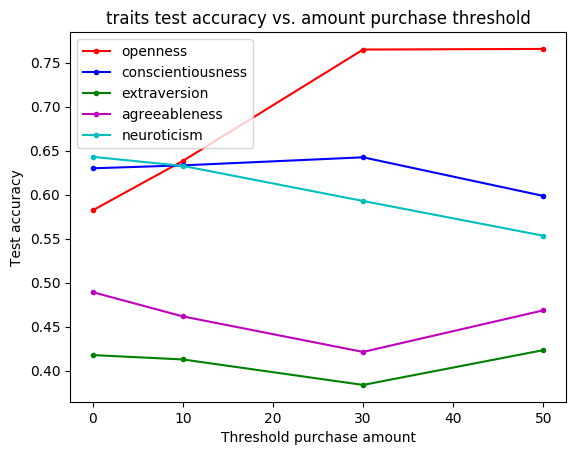 traits test accuracy vs. amount purchase threshold
openness
conscientiousness
extraversion
agreeableness
neuroticism
Test accuracy
0.75
0.70
0.65
0.60
0.55
0.50
0.45
0.40
0 10 20 30 40 50
Threshold purchase amount